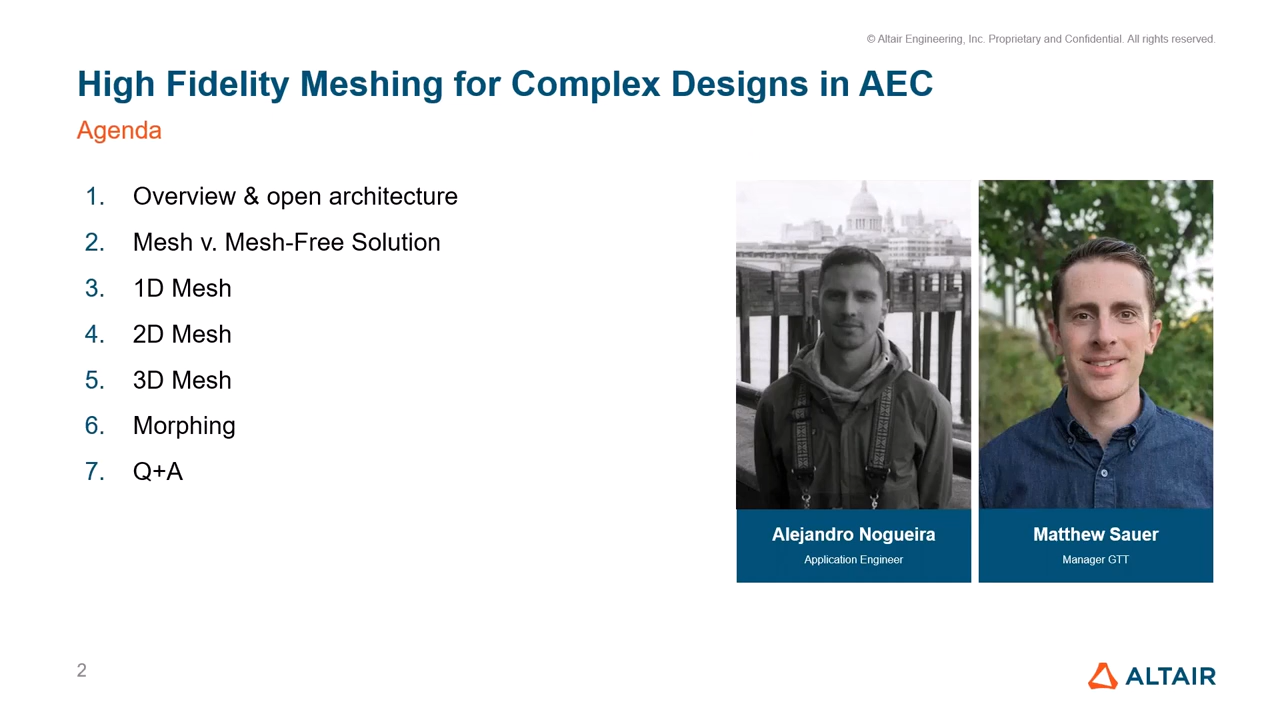 © Altair Engineering, Inc. Proprietary and Confidential. All rights reserved.
High Fidelity Meshing for Complex Designs in AEC
Agenda
1. Overview & open architecture
2. Mesh v. Mesh-Free Solution
3. 1D Mesh
4. 2D Mesh
5. 3D Mesh
6. Morphing
7. Q+A
Alejandro Nogueira
Application Engineer
Matthew Sauer
Manager GTT
2
ALTAIR